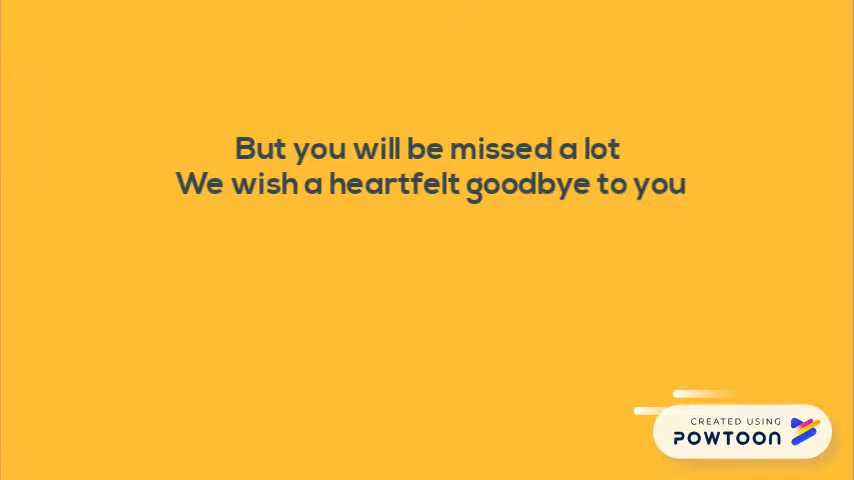 But you will be missed a lot
We wish a heartfelt goodbye to you
CREATED USING
POWTOON